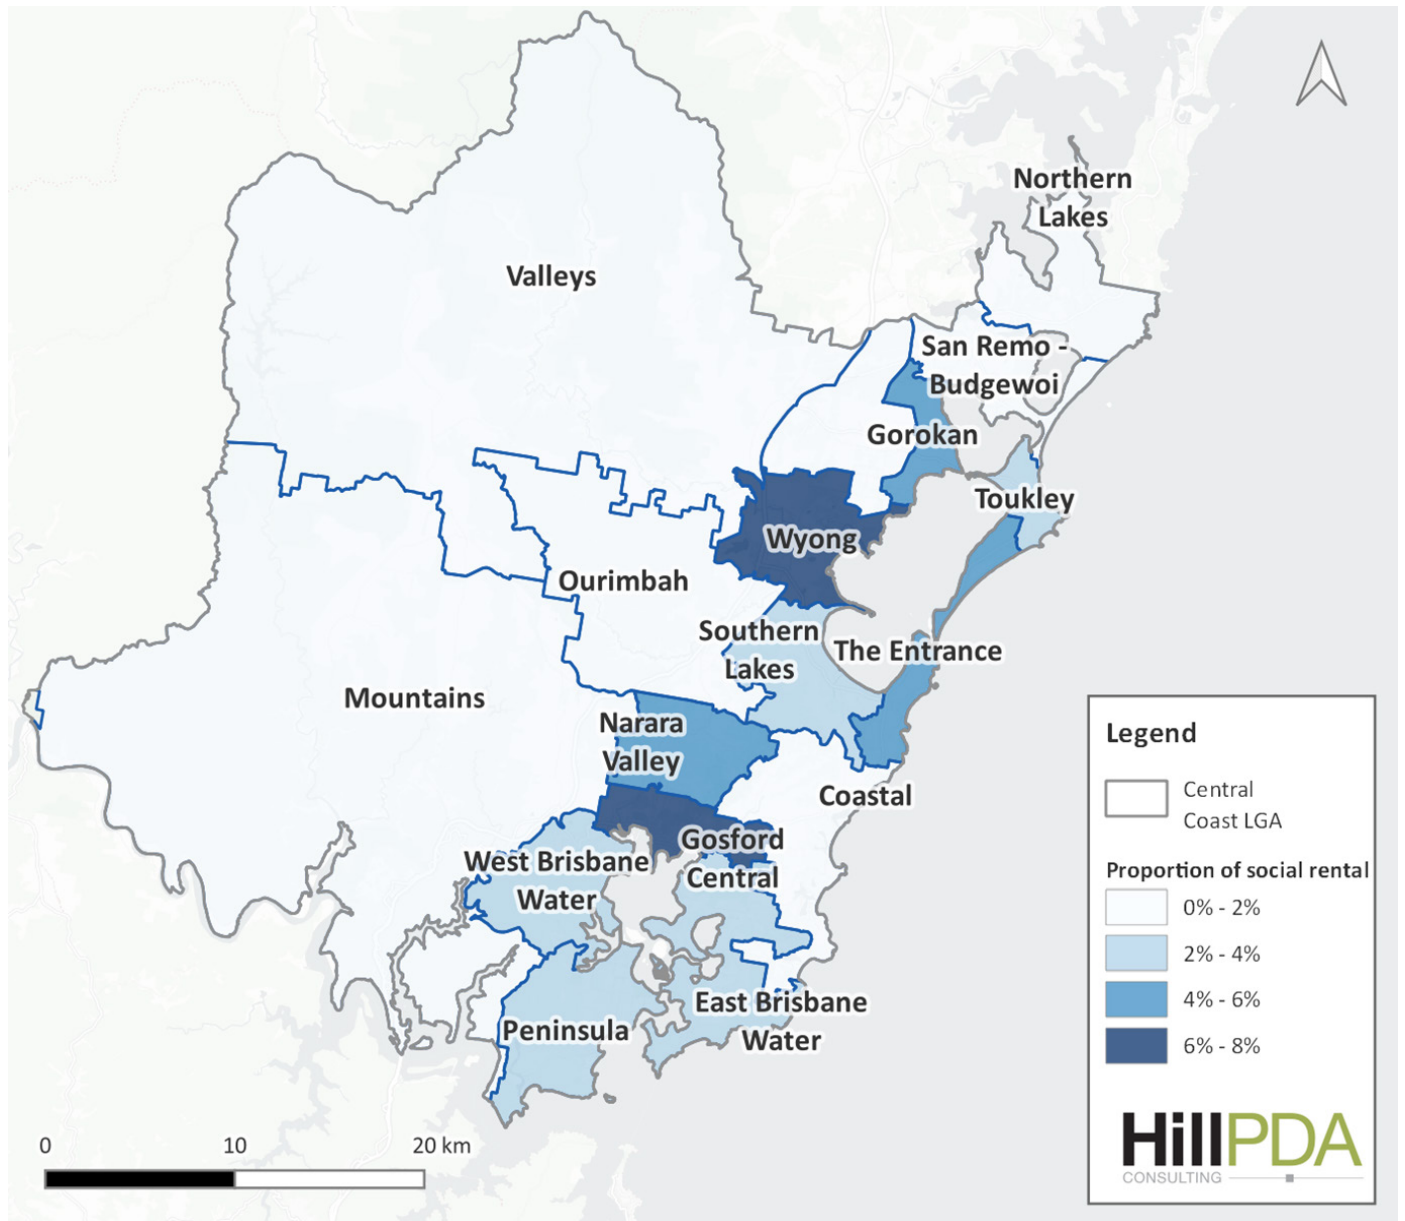 Northern
Lakes
Valleys
San Remo -
Budgewoi
Gorokan
Toukley
Wyong
Ourimbah
Southern
Lakes
The Entrance
Mountains
Narara
Valley
Coastal
Gosford
Central
West Brisbane
Water
East Brisbane
Water
Peninsula
0 10 20 km
Legend
Central
Coast LGA
Proportion of social rental
0% - 2%
2% - 4%
4% - 6%
6% - 8%
HillPDA
CONSULTING